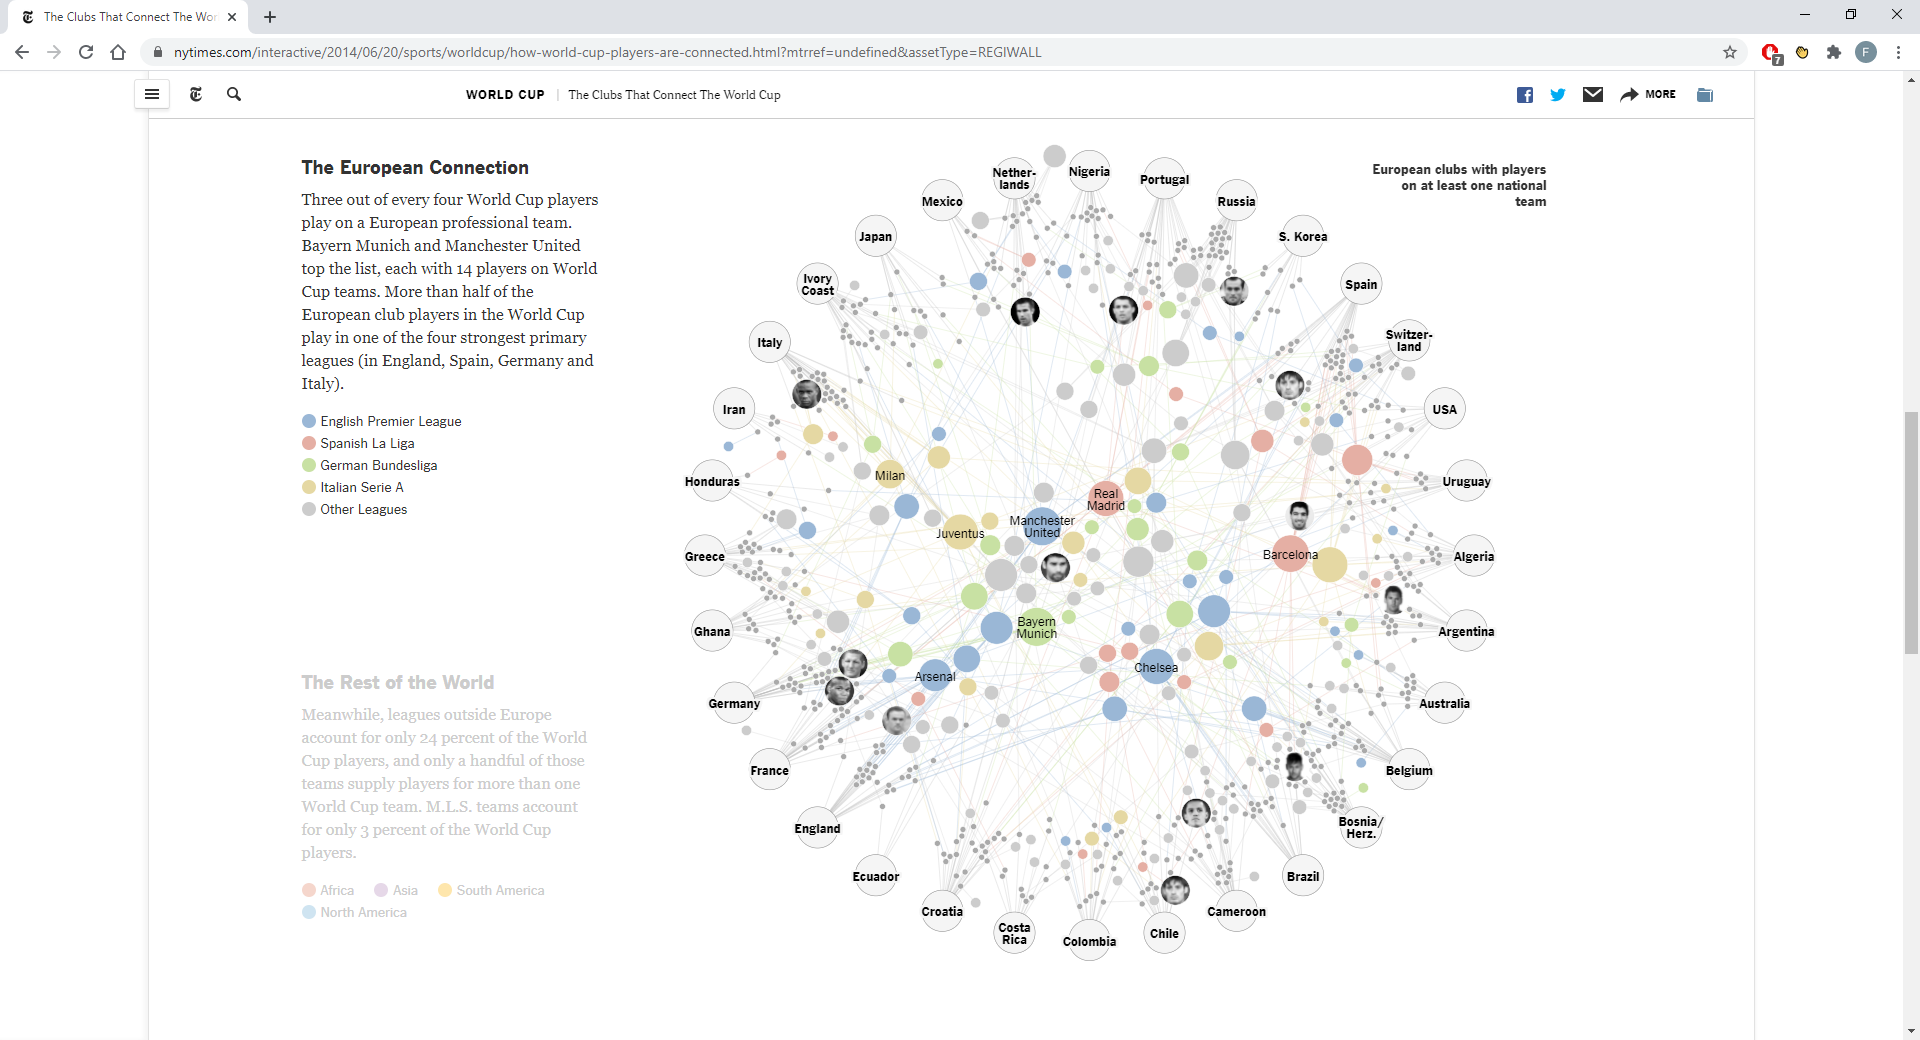 The Clubs That Connect The Wor
nytimes.com/interactive/2014/06/20/sports/worldcup/how-world-cup-players-are-connected.html?mtrref=undefined&assetType=REGIWALL
7
F
WORLD CUP | The Clubs That Connect The World Cup
MORE
The European Connection
Three out of every four World Cup players
play on a European professional team.
Bayern Munich and Manchester United
top the list, each with 14 players on World
Cup teams. More than half of the
European club players in the World Cup
play in one of the four strongest primary
leagues (in England, Spain, Germany and
Italy).
English Premier League
Spanish La Liga
German Bundesliga
Italian Serie A
Other Leagues
The Rest of the World
Meanwhile, leagues outside Europe
account for only 24 percent of the World
Cup players, and only a handful of those
teams supply players for more than one
World Cup team. M.L.S. teams account
for only 3 percent of the World Cup
players.
Africa Asia South America
North America
European clubs with players
on at least one national
team
Nether-
lands
Nigeria
Portugal
Russia
S. Korea
Spain
Switzer-
land
USA
Uruguay
Algeria
Argentina
Australia
Belgium
Bosnia/
Herz.
Brazil
Cameroon
Chile
Colombia
Costa
Rica
Croatia
Ecuador
England
France
Germany
Ghana
Greece
Honduras
Iran
Italy
Ivory
Coast
Japan
Mexico
Milan
Juventus
Manchester
United
Real
Madrid
Barcelona
Bayern
Munich
Arsenal
Chelsea